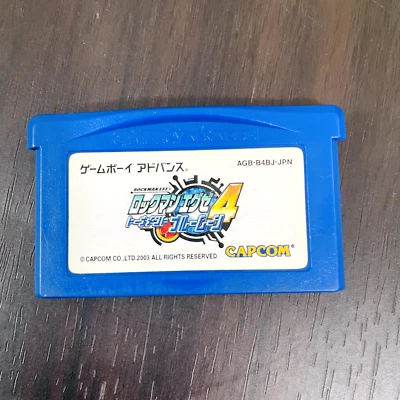 ゲームボーイ アドバンス®
AGB-B4BJ-JPN
ROCKMAN EXE
ロックマン エグゼ 4
トーナメント ブルームーン
© CAPCOM CO., LTD 2003 ALL RIGHTS RESERVED.
CAPCOM